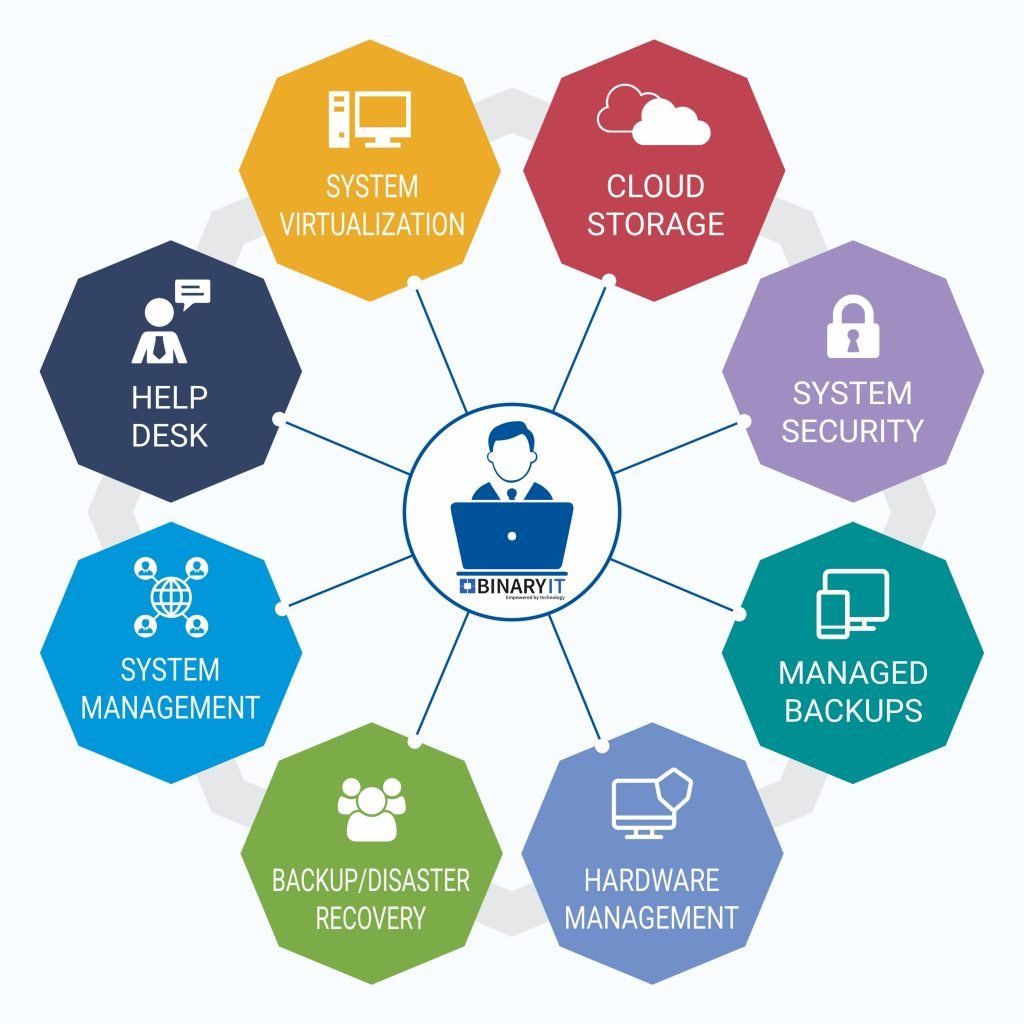 SYSTEM
VIRTUALIZATION
CLOUD
STORAGE
HELP
DESK
SYSTEM
SECURITY
BINARYIT
Empowered by technology
SYSTEM
MANAGEMENT
MANAGED
BACKUPS
BACKUP/DISASTER
RECOVERY
HARDWARE
MANAGEMENT